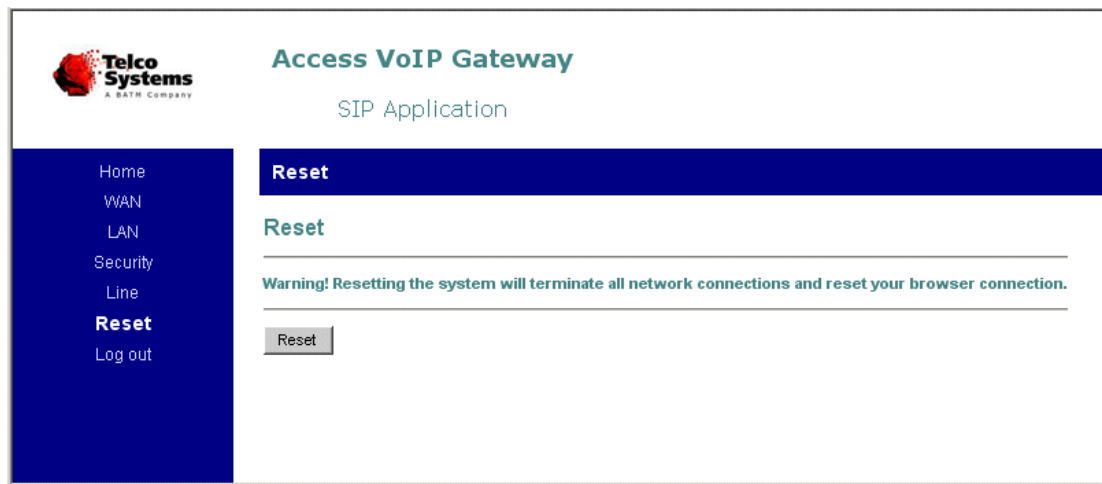 Telco
Systems
A BATM Company
Access VoIP Gateway
SIP Application
Home
WAN
LAN
Security
Line
Reset
Log out
Reset
Reset
Warning! Resetting the system will terminate all network connections and reset your browser connection.
Reset